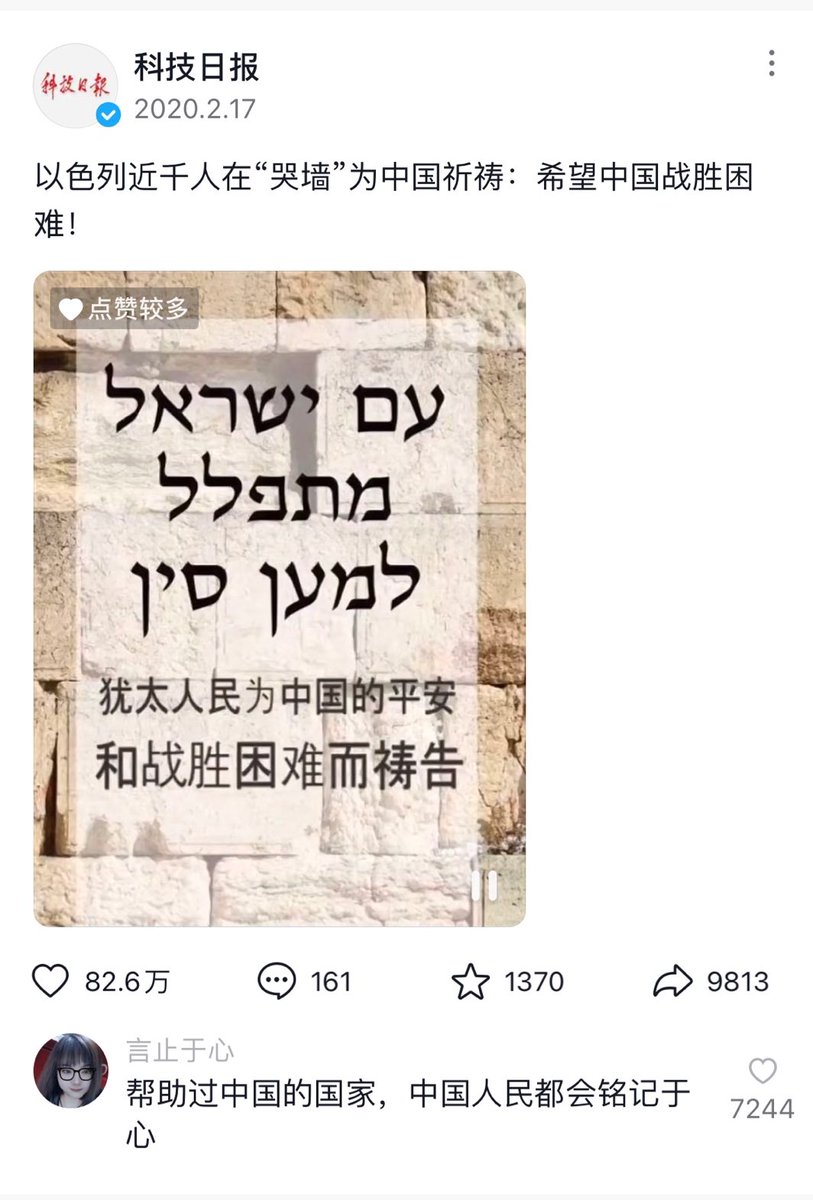 科技日报
科技日报
2020.2.17
以色列近千人在“哭墙”为中国祈祷：希望中国战胜困
难！
点赞较多
עם ישראל
מתפלל
למען סין
犹太人民为中国的平安
和战胜困难而祷告
82.6万
161
1370
9813
言止于心
帮助过中国的国家，中国人民都会铭记于
心
7244